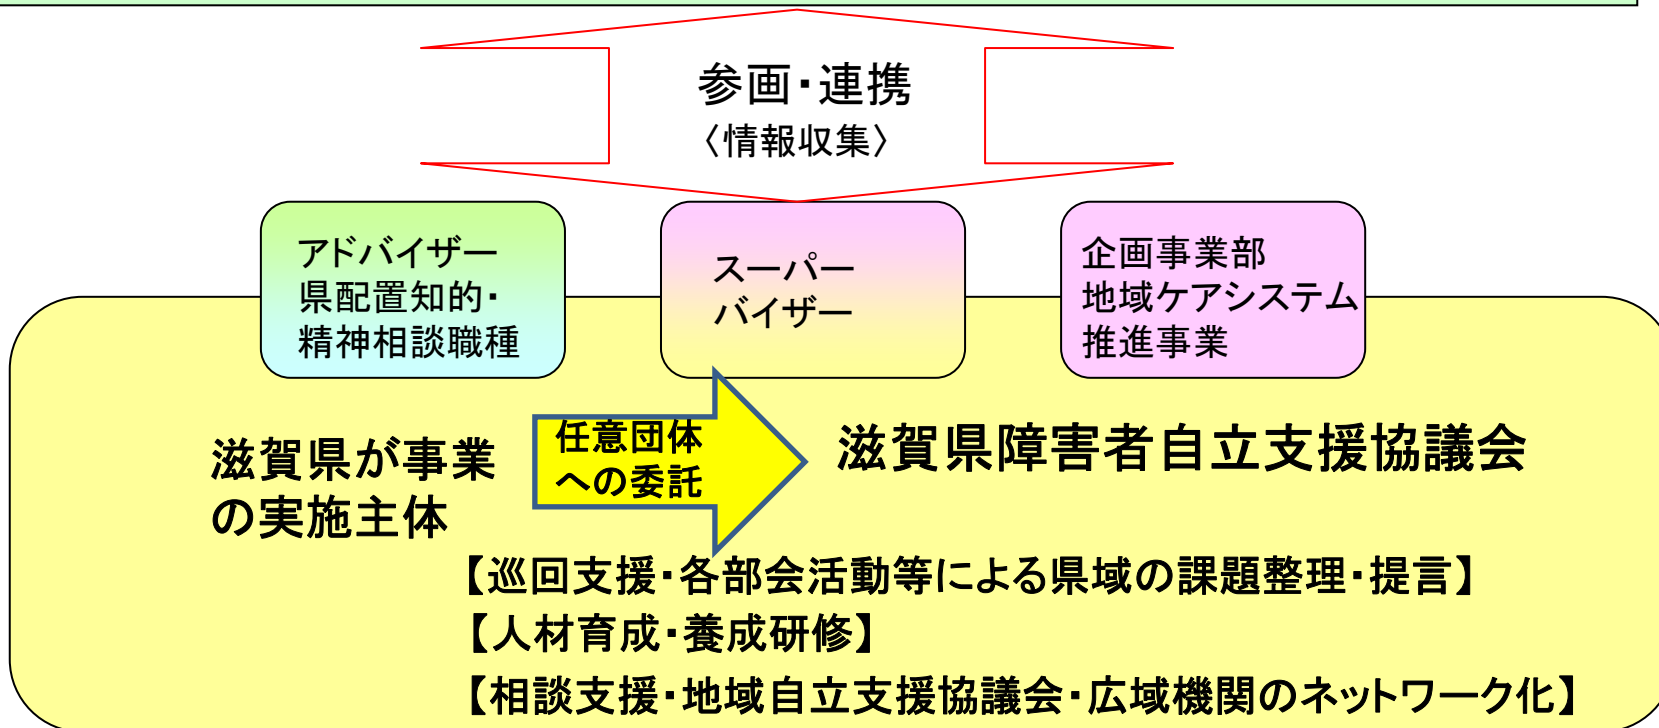 参画・連携
〈情報収集〉
アドバイザー
県配置知的・
精神相談職種
スーパー
バイザー
企画事業部
地域ケアシステム
推進事業
滋賀県が事業
の実施主体
任意団体
への委託
滋賀県障害者自立支援協議会
【巡回支援・各部会活動等による県域の課題整理・提言】
【人材育成・養成研修】
【相談支援・地域自立支援協議会・広域機関のネットワーク化】